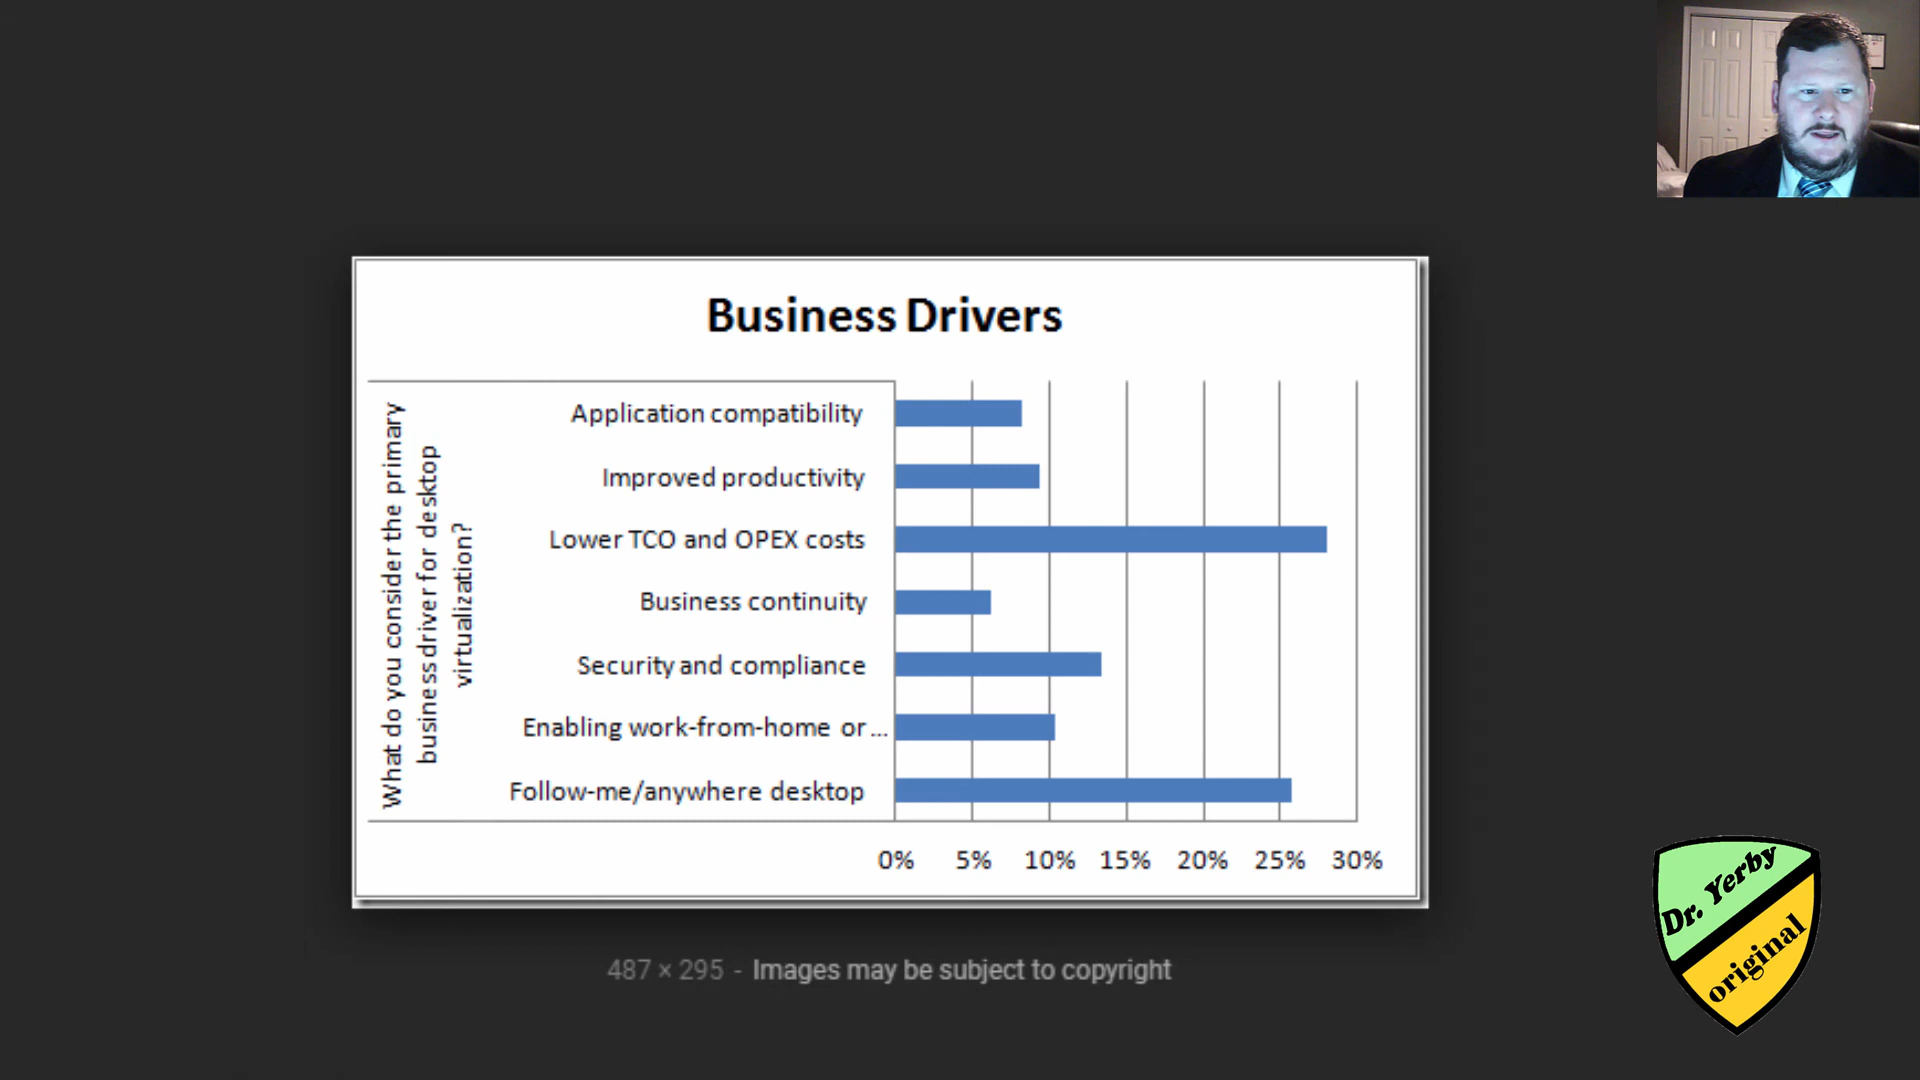 Business Drivers
What do you consider the primary
business driver for desktop
virtualization?
Application compatibility
Improved productivity
Lower TCO and OPEX costs
Business continuity
Security and compliance
Enabling work-from-home or ...
Follow-me/anywhere desktop
0% 5% 10% 15% 20% 25% 30%
487 × 295 - Images may be subject to copyright
Dr. Yerby
original